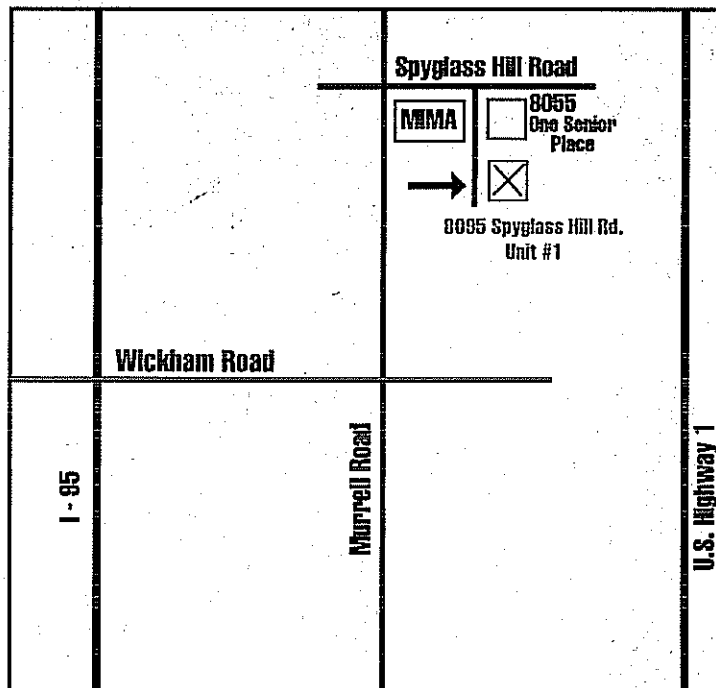 Spyglass Hill Road
MIMA
8055
One Senior
Place
8095 Spyglass Hill Rd.
Unit #1
Wickham Road
I - 95
Murrell Road
U.S. Highway 1